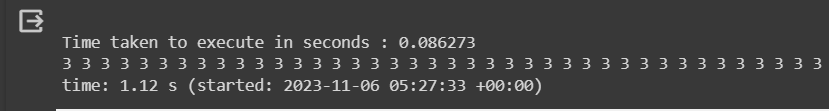 Time taken to execute in seconds : 0.086273
3 3 3 3 3 3 3 3 3 3 3 3 3 3 3 3 3 3 3 3 3 3 3 3 3 3 3 3 3 3 3 3 3 3 3 3 3 3 3 3
time: 1.12 s (started: 2023-11-06 05:27:33 +00:00)